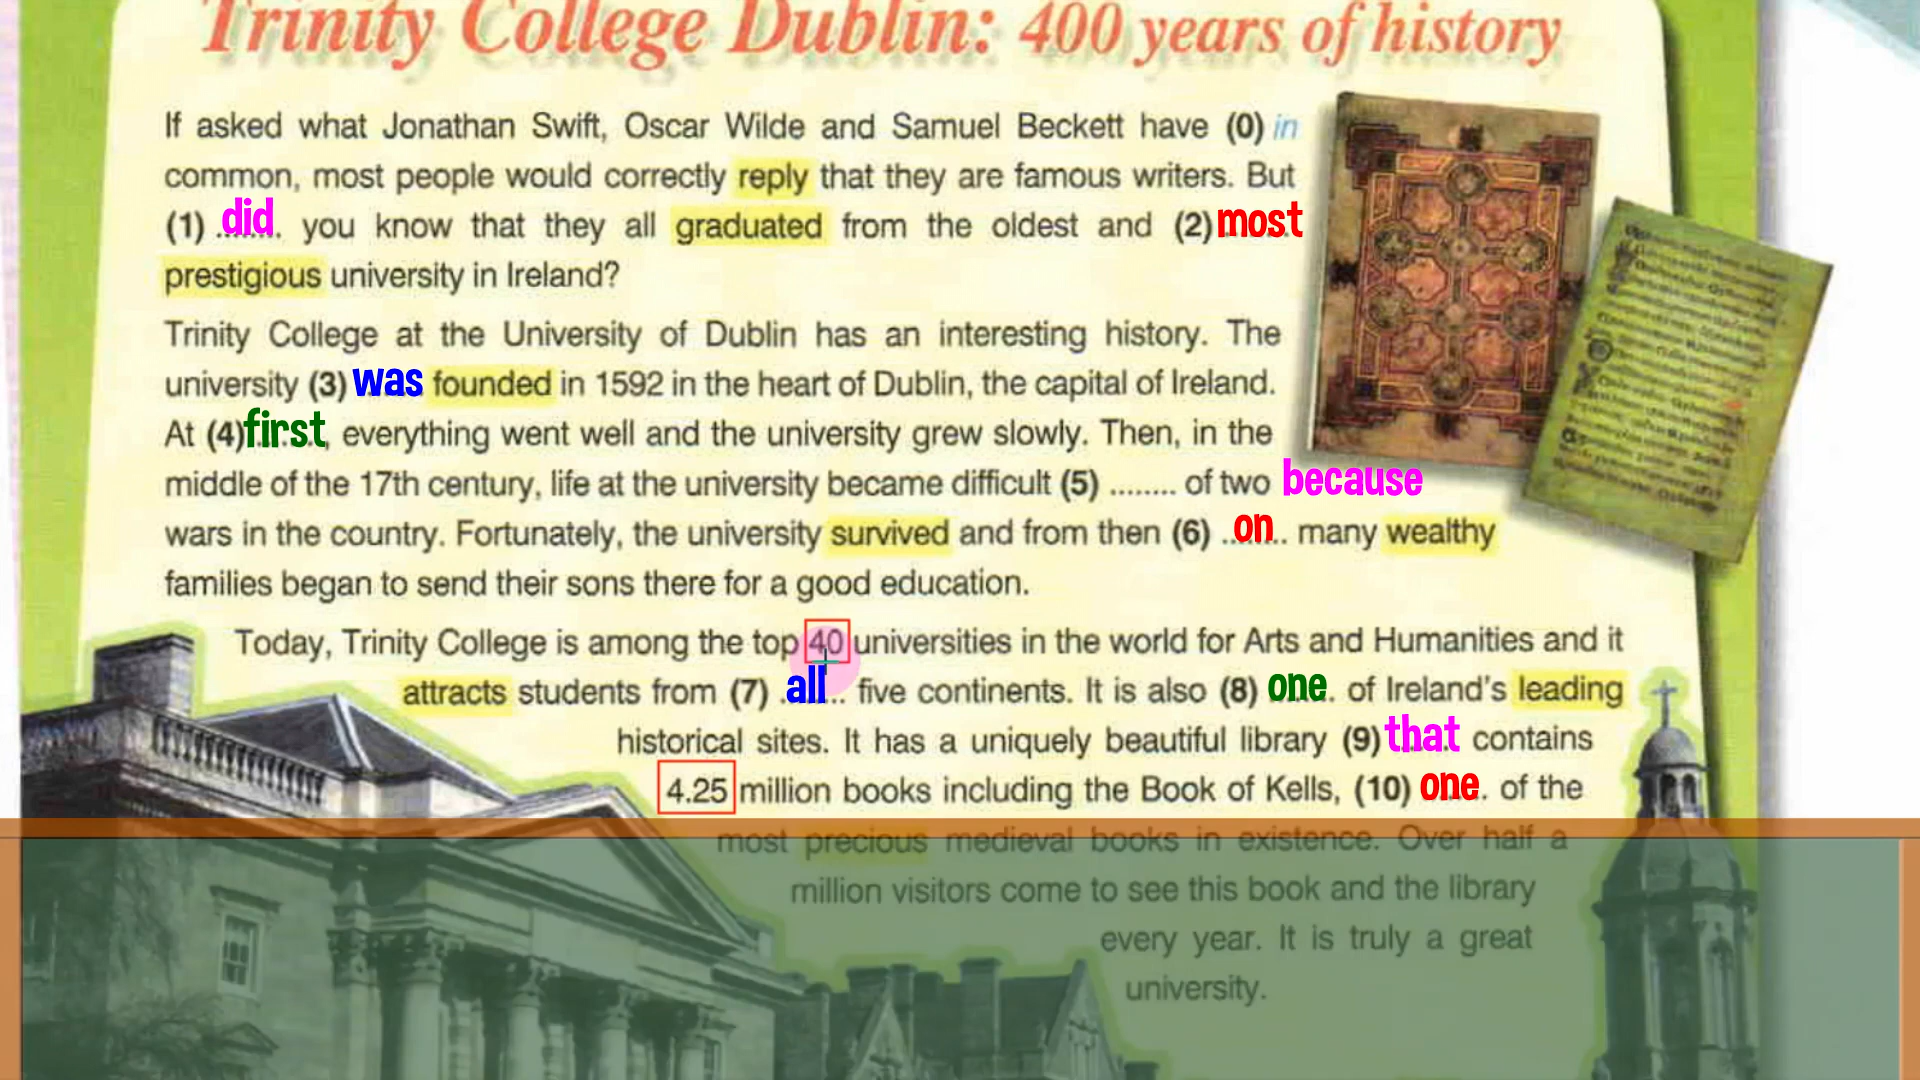 Trinity College Dublin: 400 years of history
If asked what Jonathan Swift, Oscar Wilde and Samuel Beckett have (0) in
common, most people would correctly reply that they are famous writers. But
(1) did you know that they all graduated from the oldest and (2) most
prestigious university in Ireland?
Trinity College at the University of Dublin has an interesting history. The
university (3) was founded in 1592 in the heart of Dublin, the capital of Ireland.
At (4) first, everything went well and the university grew slowly. Then, in the
middle of the 17th century, life at the university became difficult (5) ........ of two because
wars in the country. Fortunately, the university survived and from then (6) on many wealthy
families began to send their sons there for a good education.
Today, Trinity College is among the top 40 universities in the world for Arts and Humanities and it
attracts students from (7) all five continents. It is also (8) one of Ireland's leading
historical sites. It has a uniquely beautiful library (9) that contains
4.25 million books including the Book of Kells, (10) one of the
most precious medieval books in existence. Over half a
million visitors come to see this book and the library
every year. It is truly a great
university.